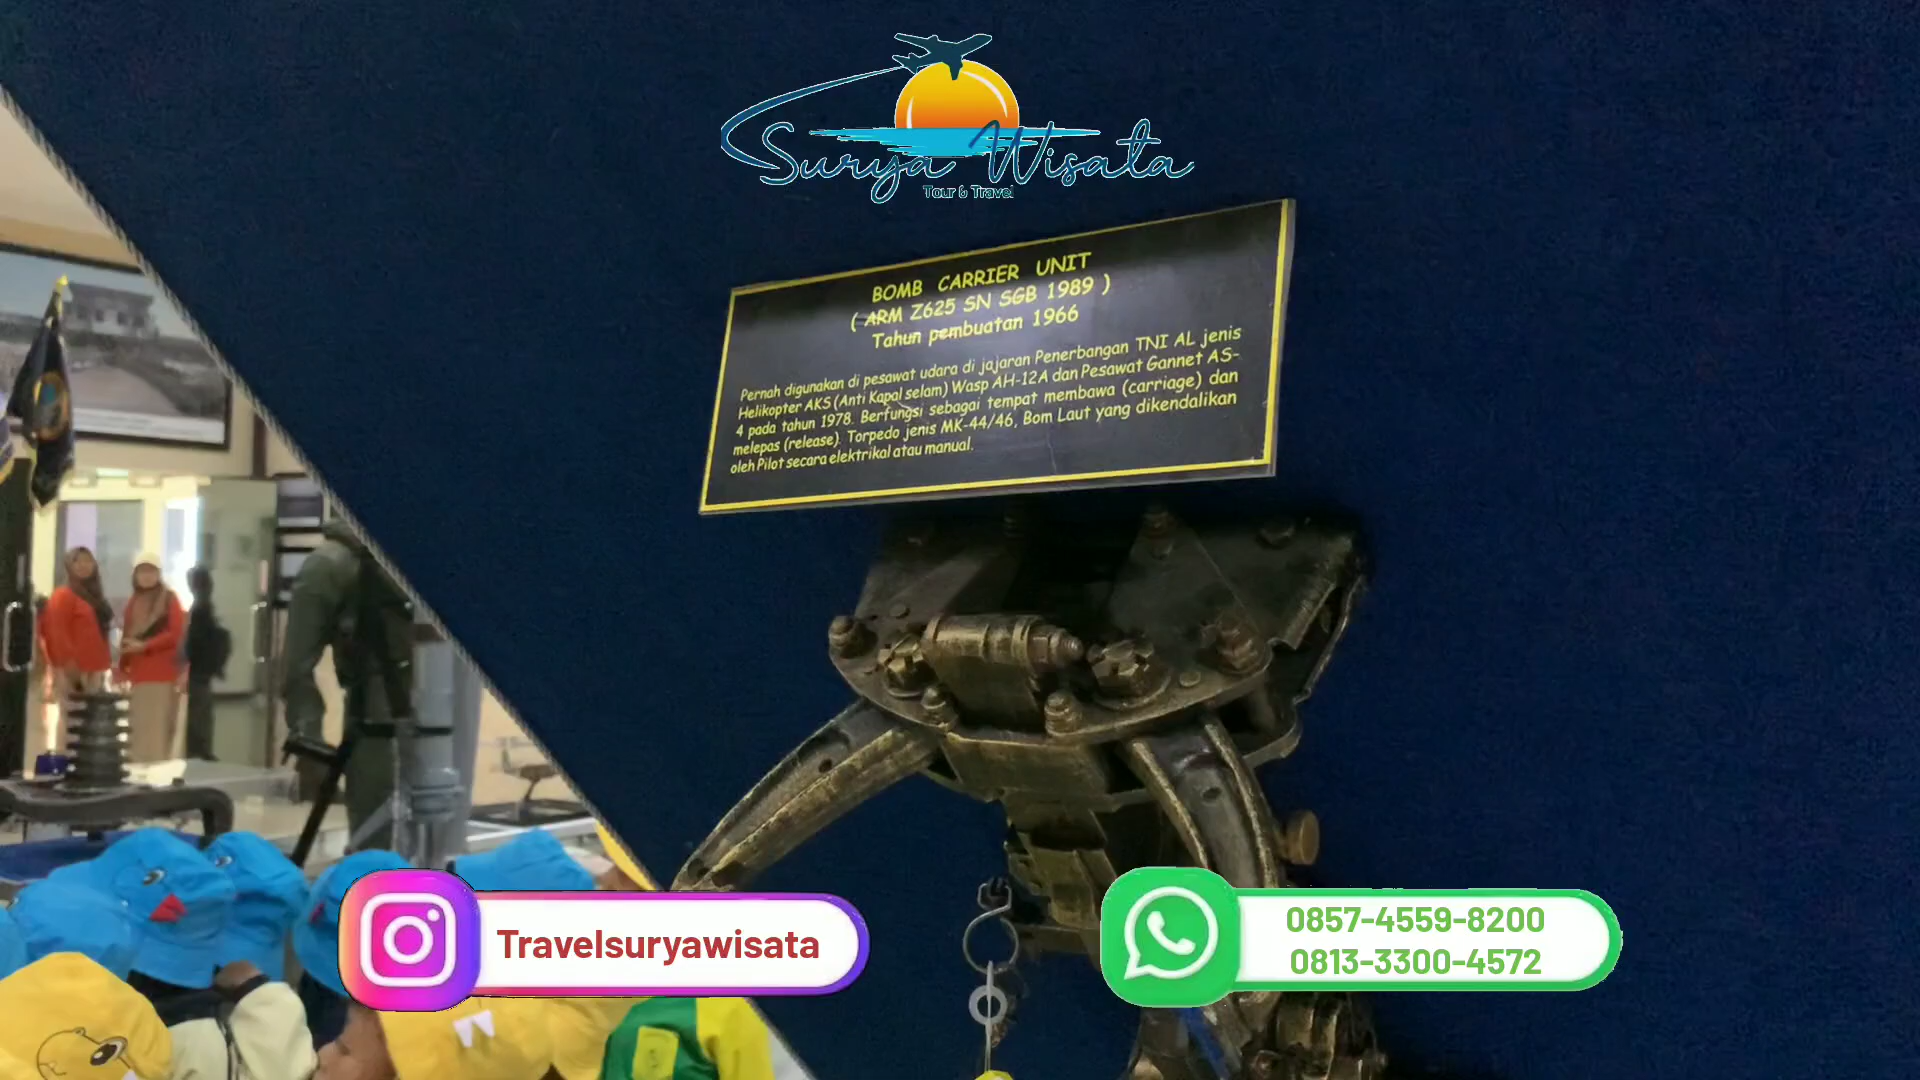 Surya Wisata
Tour & Travel
BOMB CARRIER UNIT
( ARM Z625 SN SGB 1989 )
Tahun pembuatan 1966
Pernah digunakan di pesawat udara di jajaran Penerbangan TNI AL jenis
Helikopter AKS (Anti Kapal selam) Wasp AH-12A dan Pesawat Gannet AS-
4 pada tahun 1978. Berfungsi sebagai tempat membawa (carriage) dan
melepas (release). Torpedo jenis MK-44/46, Bom Laut yang dikendalikan
oleh Pilot secara elektrikal atau manual.
Travelsuryawisata
0857-4559-8200
0813-3300-4572